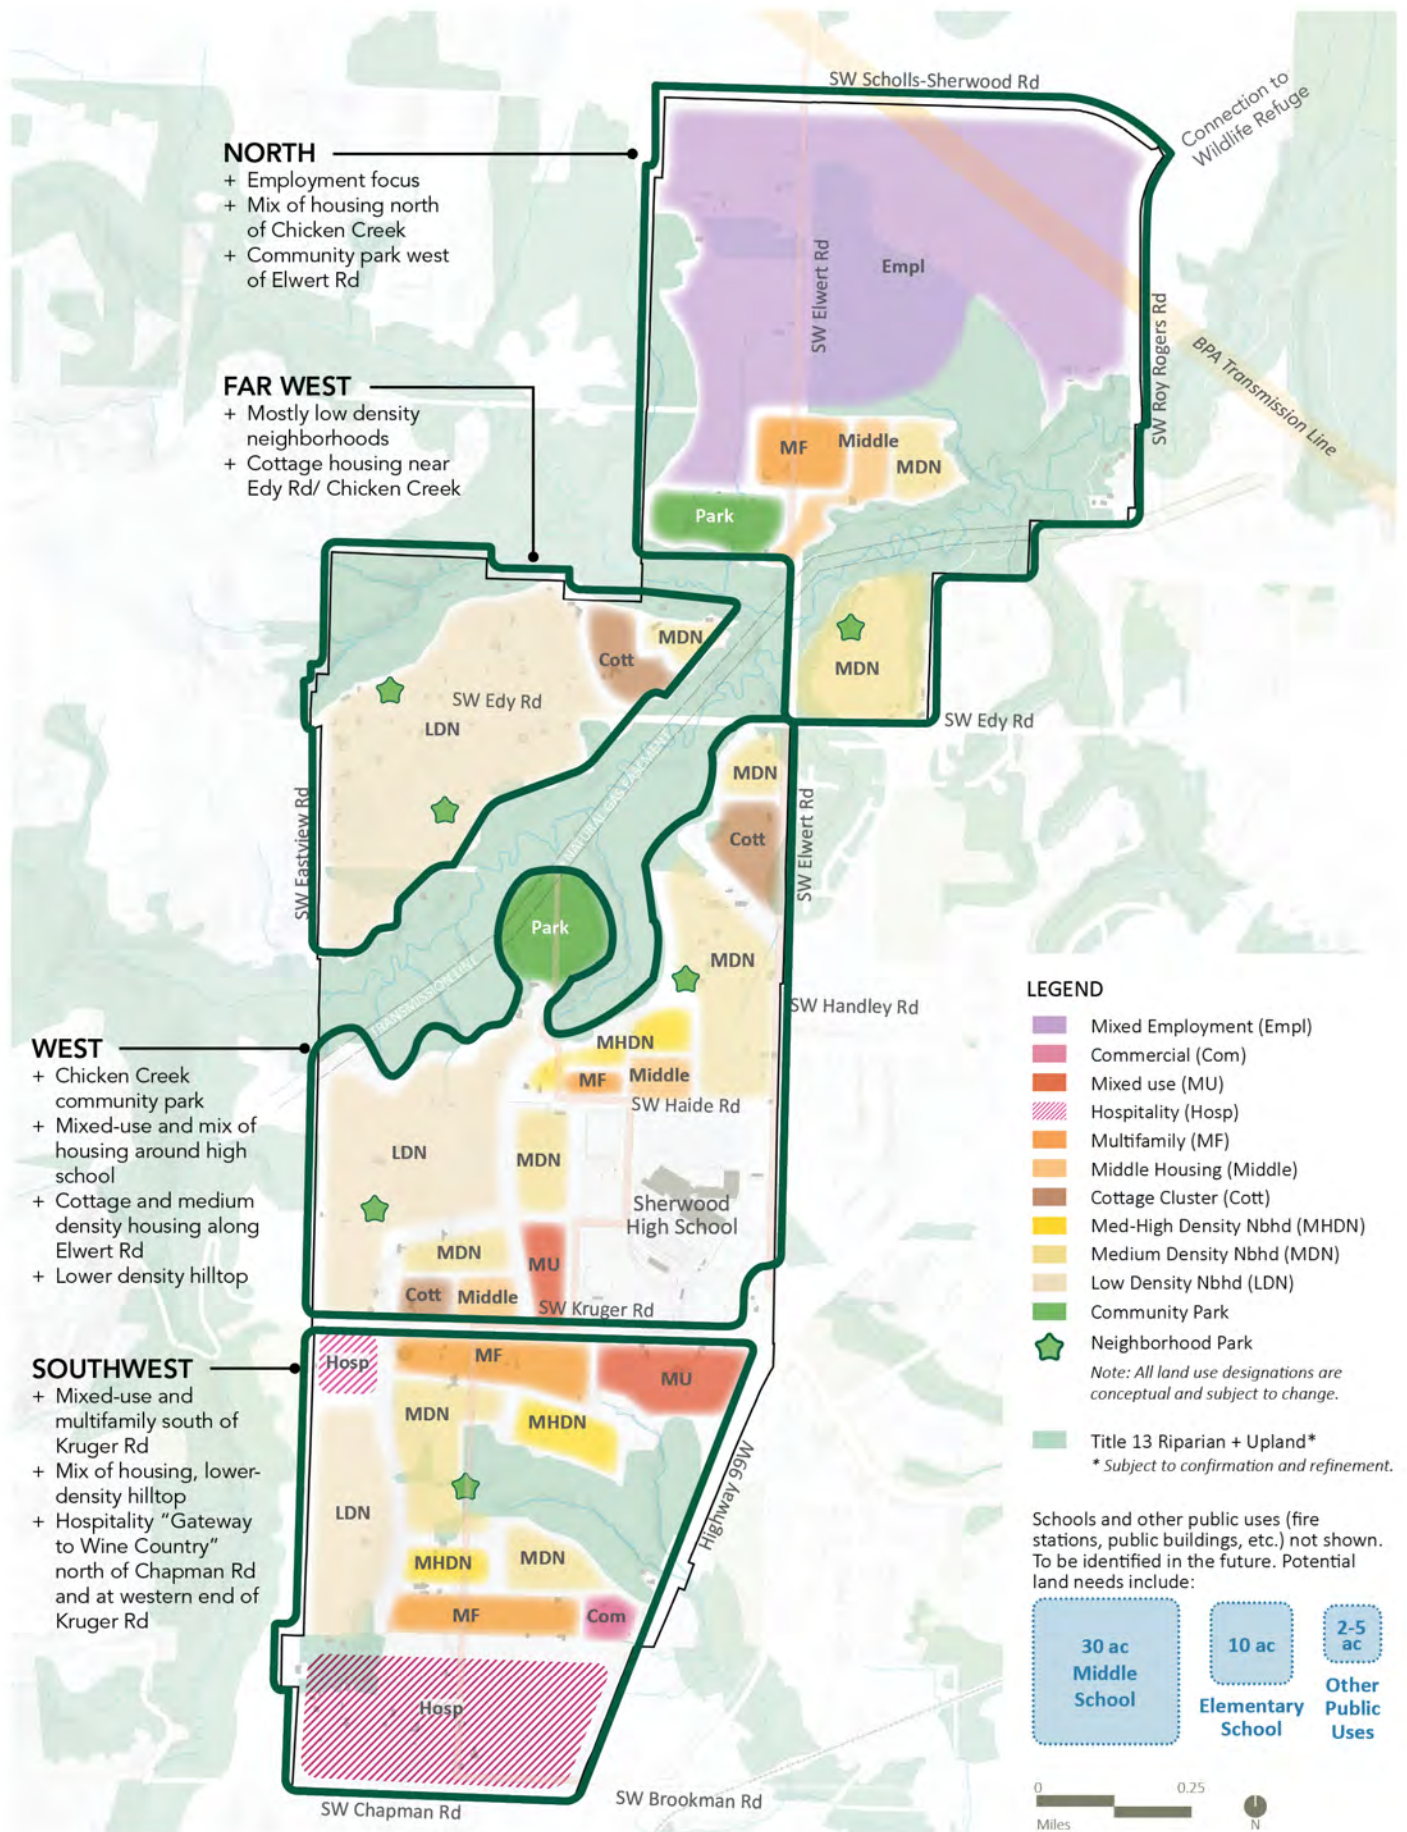 SW Scholls-Sherwood Rd
Connection to
Wildlife Refuge
NORTH
+ Employment focus
+ Mix of housing north
of Chicken Creek
+ Community park west
of Elwert Rd
SW Elwert Rd
Empl
SW Roy Rogers Rd
BPA Transmission Line
FAR WEST
+ Mostly low density
neighborhoods
+ Cottage housing near
Edy Rd/ Chicken Creek
MF
Middle
MDN
Park
MDN
Cott
MDN
SW Edy Rd
LDN
SW Edy Rd
NATURAL GAS EASEMENT
MDN
Cott
SW Elwert Rd
SW Eastview Rd
Park
MDN
TRANSMISSION LINE
SW Handley Rd
WEST
+ Chicken Creek
community park
+ Mixed-use and mix of
housing around high
school
+ Cottage and medium
density housing along
Elwert Rd
+ Lower density hilltop
MHDN
MF
Middle
SW Haide Rd
LDN
MDN
Sherwood
High School
MDN
MU
Cott
Middle
SW Kruger Rd
SOUTHWEST
+ Mixed-use and
multifamily south of
Kruger Rd
+ Mix of housing, lower-
density hilltop
+ Hospitality “Gateway
to Wine Country”
north of Chapman Rd
and at western end of
Kruger Rd
Hosp
MF
MU
MDN
MHDN
LDN
Highway 99W
MHDN
MDN
MF
Com
Hosp
SW Chapman Rd
SW Brookman Rd
LEGEND
Mixed Employment (Empl)
Commercial (Com)
Mixed use (MU)
Hospitality (Hosp)
Multifamily (MF)
Middle Housing (Middle)
Cottage Cluster (Cott)
Med-High Density Nbhd (MHDN)
Medium Density Nbhd (MDN)
Low Density Nbhd (LDN)
Community Park
Neighborhood Park
Note: All land use designations are
conceptual and subject to change.
Title 13 Riparian + Upland*
* Subject to confirmation and refinement.
Schools and other public uses (fire
stations, public buildings, etc.) not shown.
To be identified in the future. Potential
land needs include:
30 ac
Middle
School
10 ac
Elementary
School
2-5
ac
Other
Public
Uses
0 0.25
Miles
N